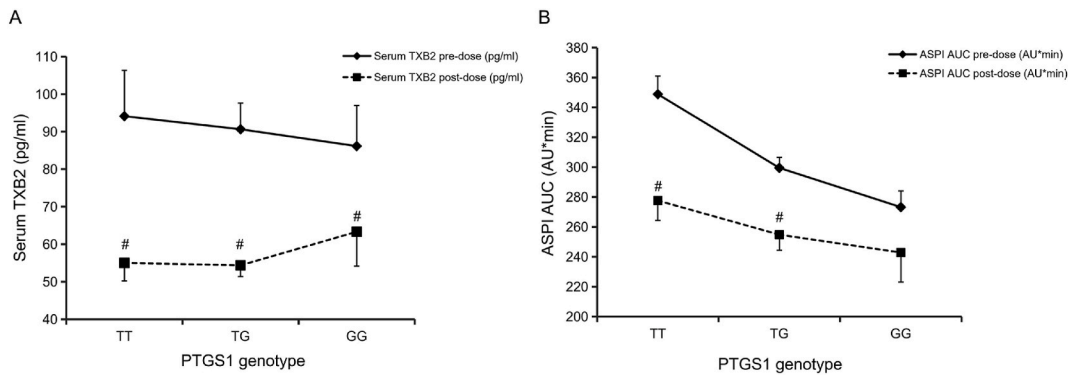 A
Serum TXB2 pre-dose (pg/ml)
Serum TXB2 post-dose (pg/ml)
110
100
90
80
70
60
50
40
Serum TXB2 (pg/ml)
#
#
#
TT
TG
GG
PTGS1 genotype
B
ASPI AUC pre-dose (AU*min)
ASPI AUC post-dose (AU*min)
380
360
340
320
300
280
260
240
220
200
ASPI AUC (AU*min)
#
#
TT
TG
GG
PTGS1 genotype